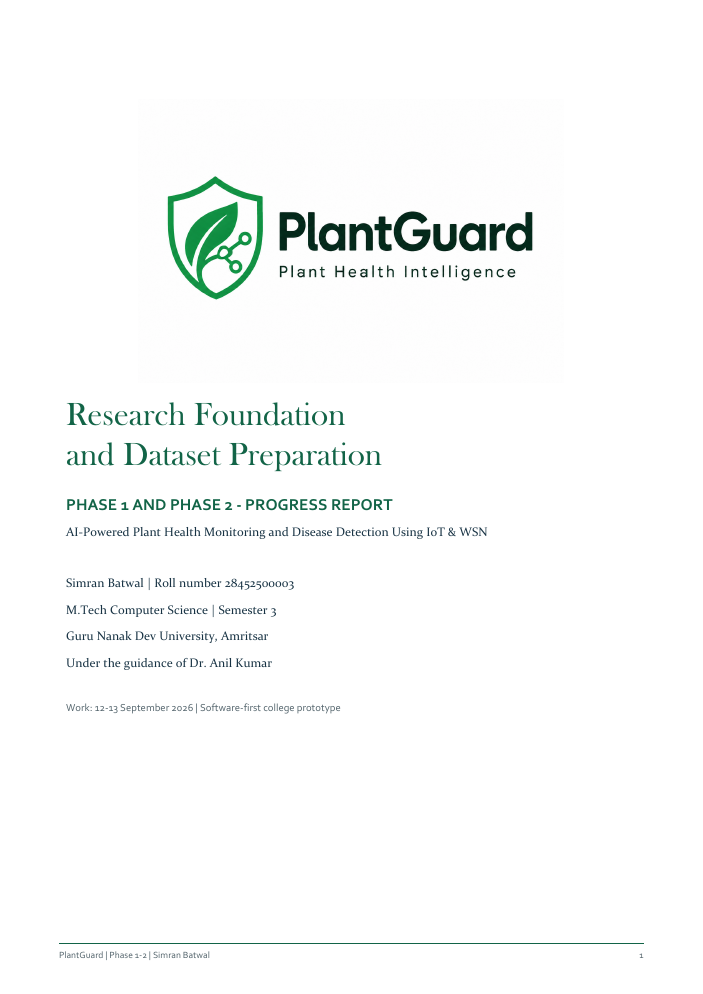 PlantGuard
Plant Health Intelligence
Research Foundation
and Dataset Preparation
PHASE 1 AND PHASE 2 - PROGRESS REPORT
AI-Powered Plant Health Monitoring and Disease Detection Using IoT & WSN
Simran Batwal | Roll number 28452500003
M.Tech Computer Science | Semester 3
Guru Nanak Dev University, Amritsar
Under the guidance of Dr. Anil Kumar
Work: 12-13 September 2026 | Software-first college prototype
PlantGuard | Phase 1-2 | Simran Batwal 1